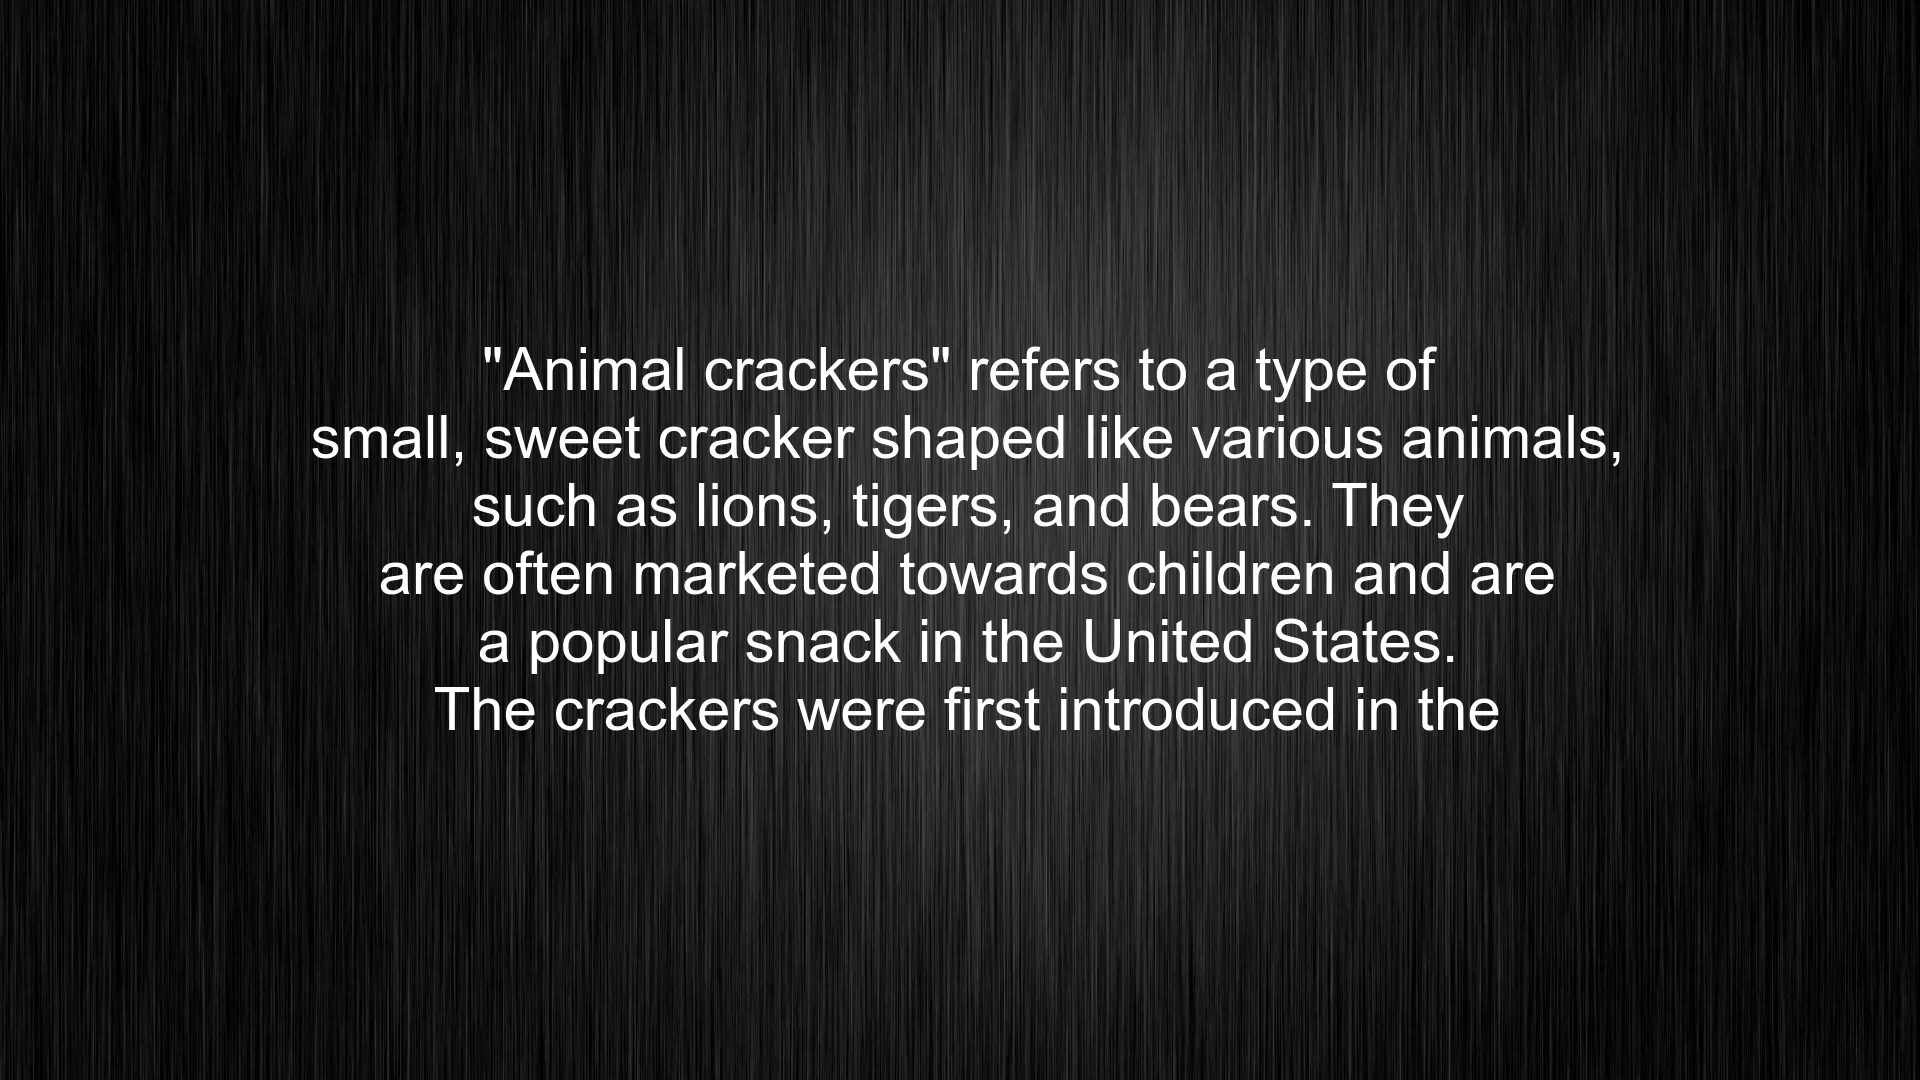 "Animal crackers" refers to a type of
small, sweet cracker shaped like various animals,
such as lions, tigers, and bears. They
are often marketed towards children and are
a popular snack in the United States.
The crackers were first introduced in the